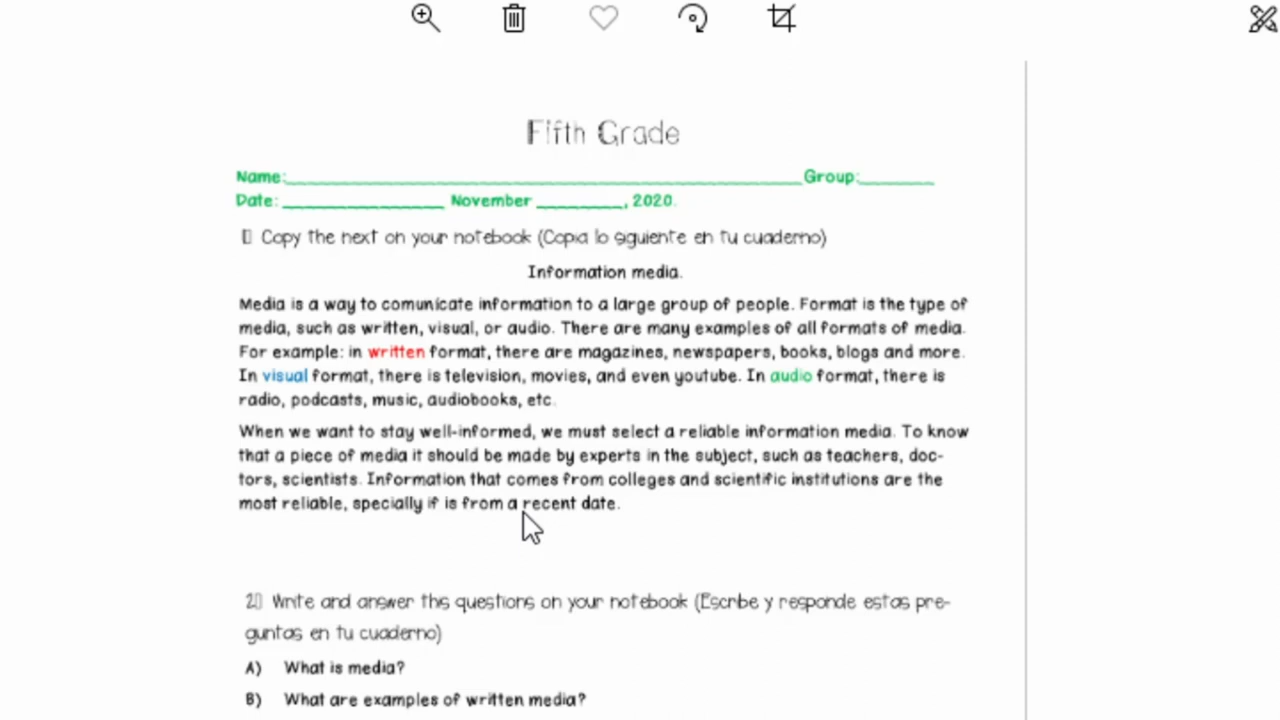 Fifth Grade
Name:______________________________Group:________
Date: ________________ November ________, 2020.
1) Copy the next on your notebook (Copia lo siguiente en tu cuaderno)
Information media.
Media is a way to comunicate information to a large group of people. Format is the type of
media, such as written, visual, or audio. There are many examples of all formats of media.
For example: in written format, there are magazines, newspapers, books, blogs and more.
In visual format, there is television, movies, and even youtube. In audio format, there is
radio, podcasts, music, audiobooks, etc.
When we want to stay well-informed, we must select a reliable information media. To know
that a piece of media it should be made by experts in the subject, such as teachers, doc-
tors, scientists. Information that comes from colleges and scientific institutions are the
most reliable, specially if is from a recent date.
2) Write and answer this questions on your notebook (Escribe y responde estas pre-
guntas en tu cuaderno)
A) What is media?
B) What are examples of written media?